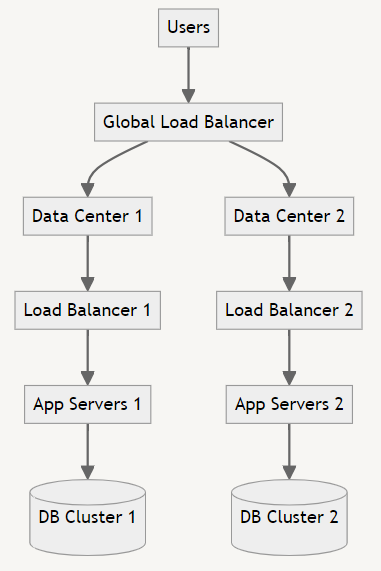 Users
Global Load Balancer
Data Center 1
Data Center 2
Load Balancer 1
Load Balancer 2
App Servers 1
App Servers 2
DB Cluster 1
DB Cluster 2